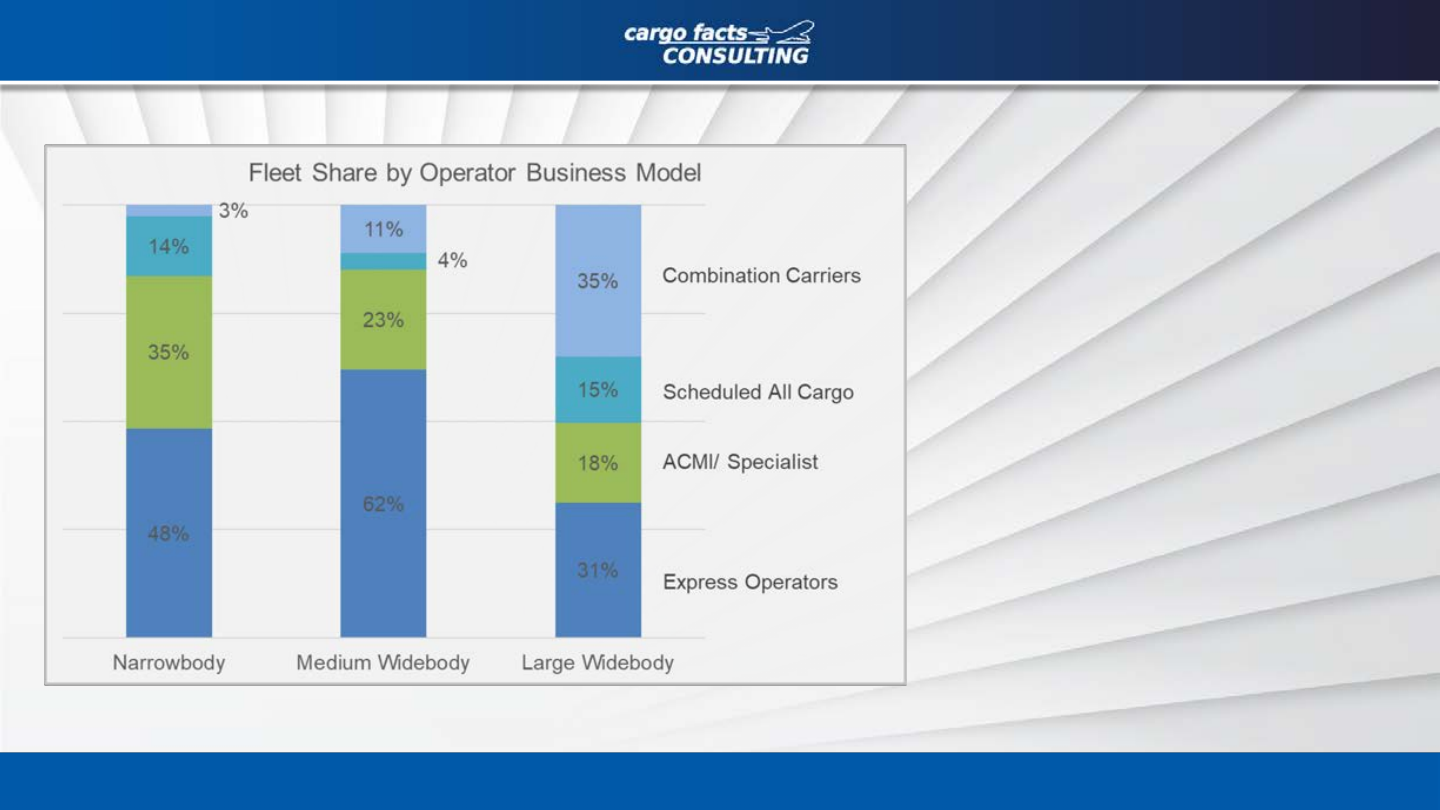 cargo facts
CONSULTING
Fleet Share by Operator Business Model
3%
14%
35%
48%
11%
4%
23%
62%
35%
15%
18%
31%
Combination Carriers
Scheduled All Cargo
ACMI/ Specialist
Express Operators
Narrowbody
Medium Widebody
Large Widebody